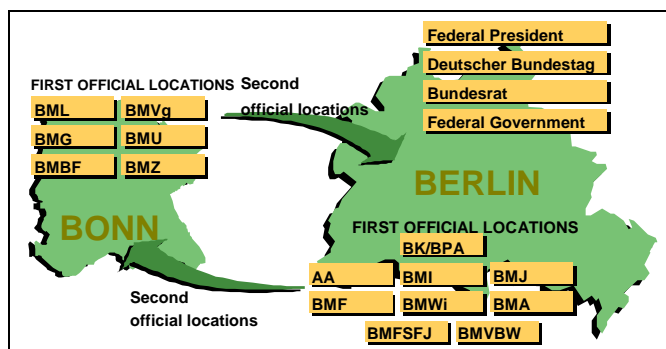 Federal President
Deutscher Bundestag
Bundesrat
Federal Government
FIRST OFFICIAL LOCATIONS
BML BMVg
BMG BMU
BMBF BMZ
Second
official locations
BONN
BERLIN
FIRST OFFICIAL LOCATIONS
BK/BPA
AA BMI BMJ
BMF BMWi BMA
BMFSFJ BMVBW
Second
official locations